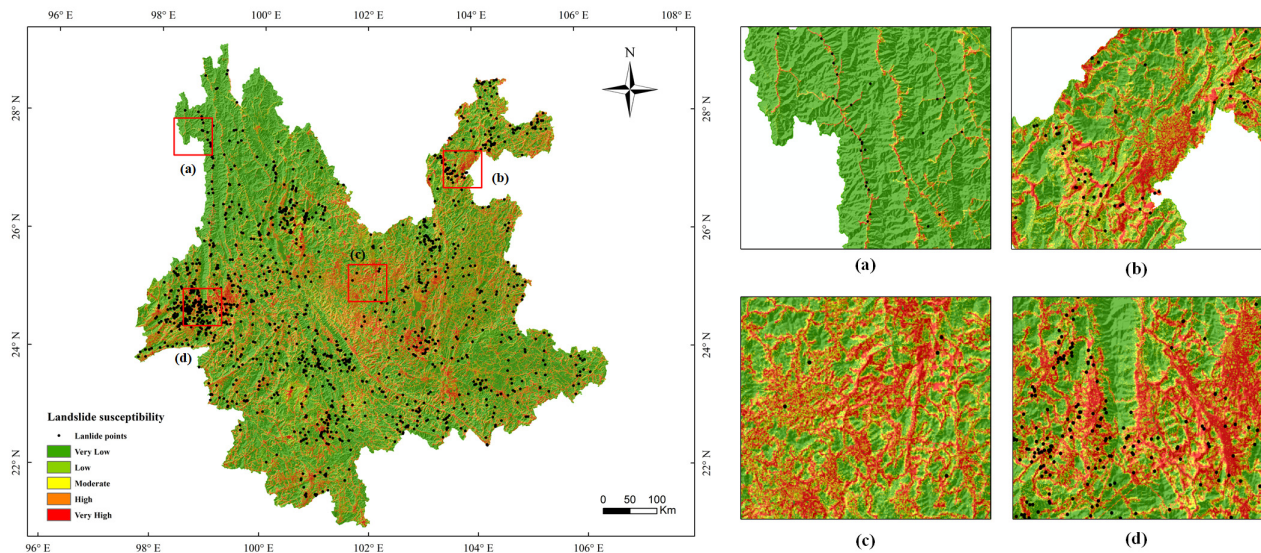 96° E 98° E 100° E 102° E 104° E 106° E 108° E
N
28° N
28° N
26° N
26° N
24° N
24° N
22° N
22° N
(a)
(b)
(c)
(d)
Landslide susceptibility
Lanlide points
Very Low
Low
Moderate
High
Very High
0 50 100
Km
96° E 98° E 100° E 102° E 104° E 106° E
(a)
(b)
(c)
(d)